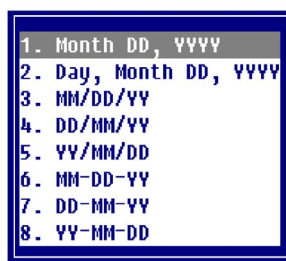 1. Month DD, YYYY
2. Day, Month DD, YYYY
3. MM/DD/YY
4. DD/MM/YY
5. YY/MM/DD
6. MM-DD-YY
7. DD-MM-YY
8. YY-MM-DD